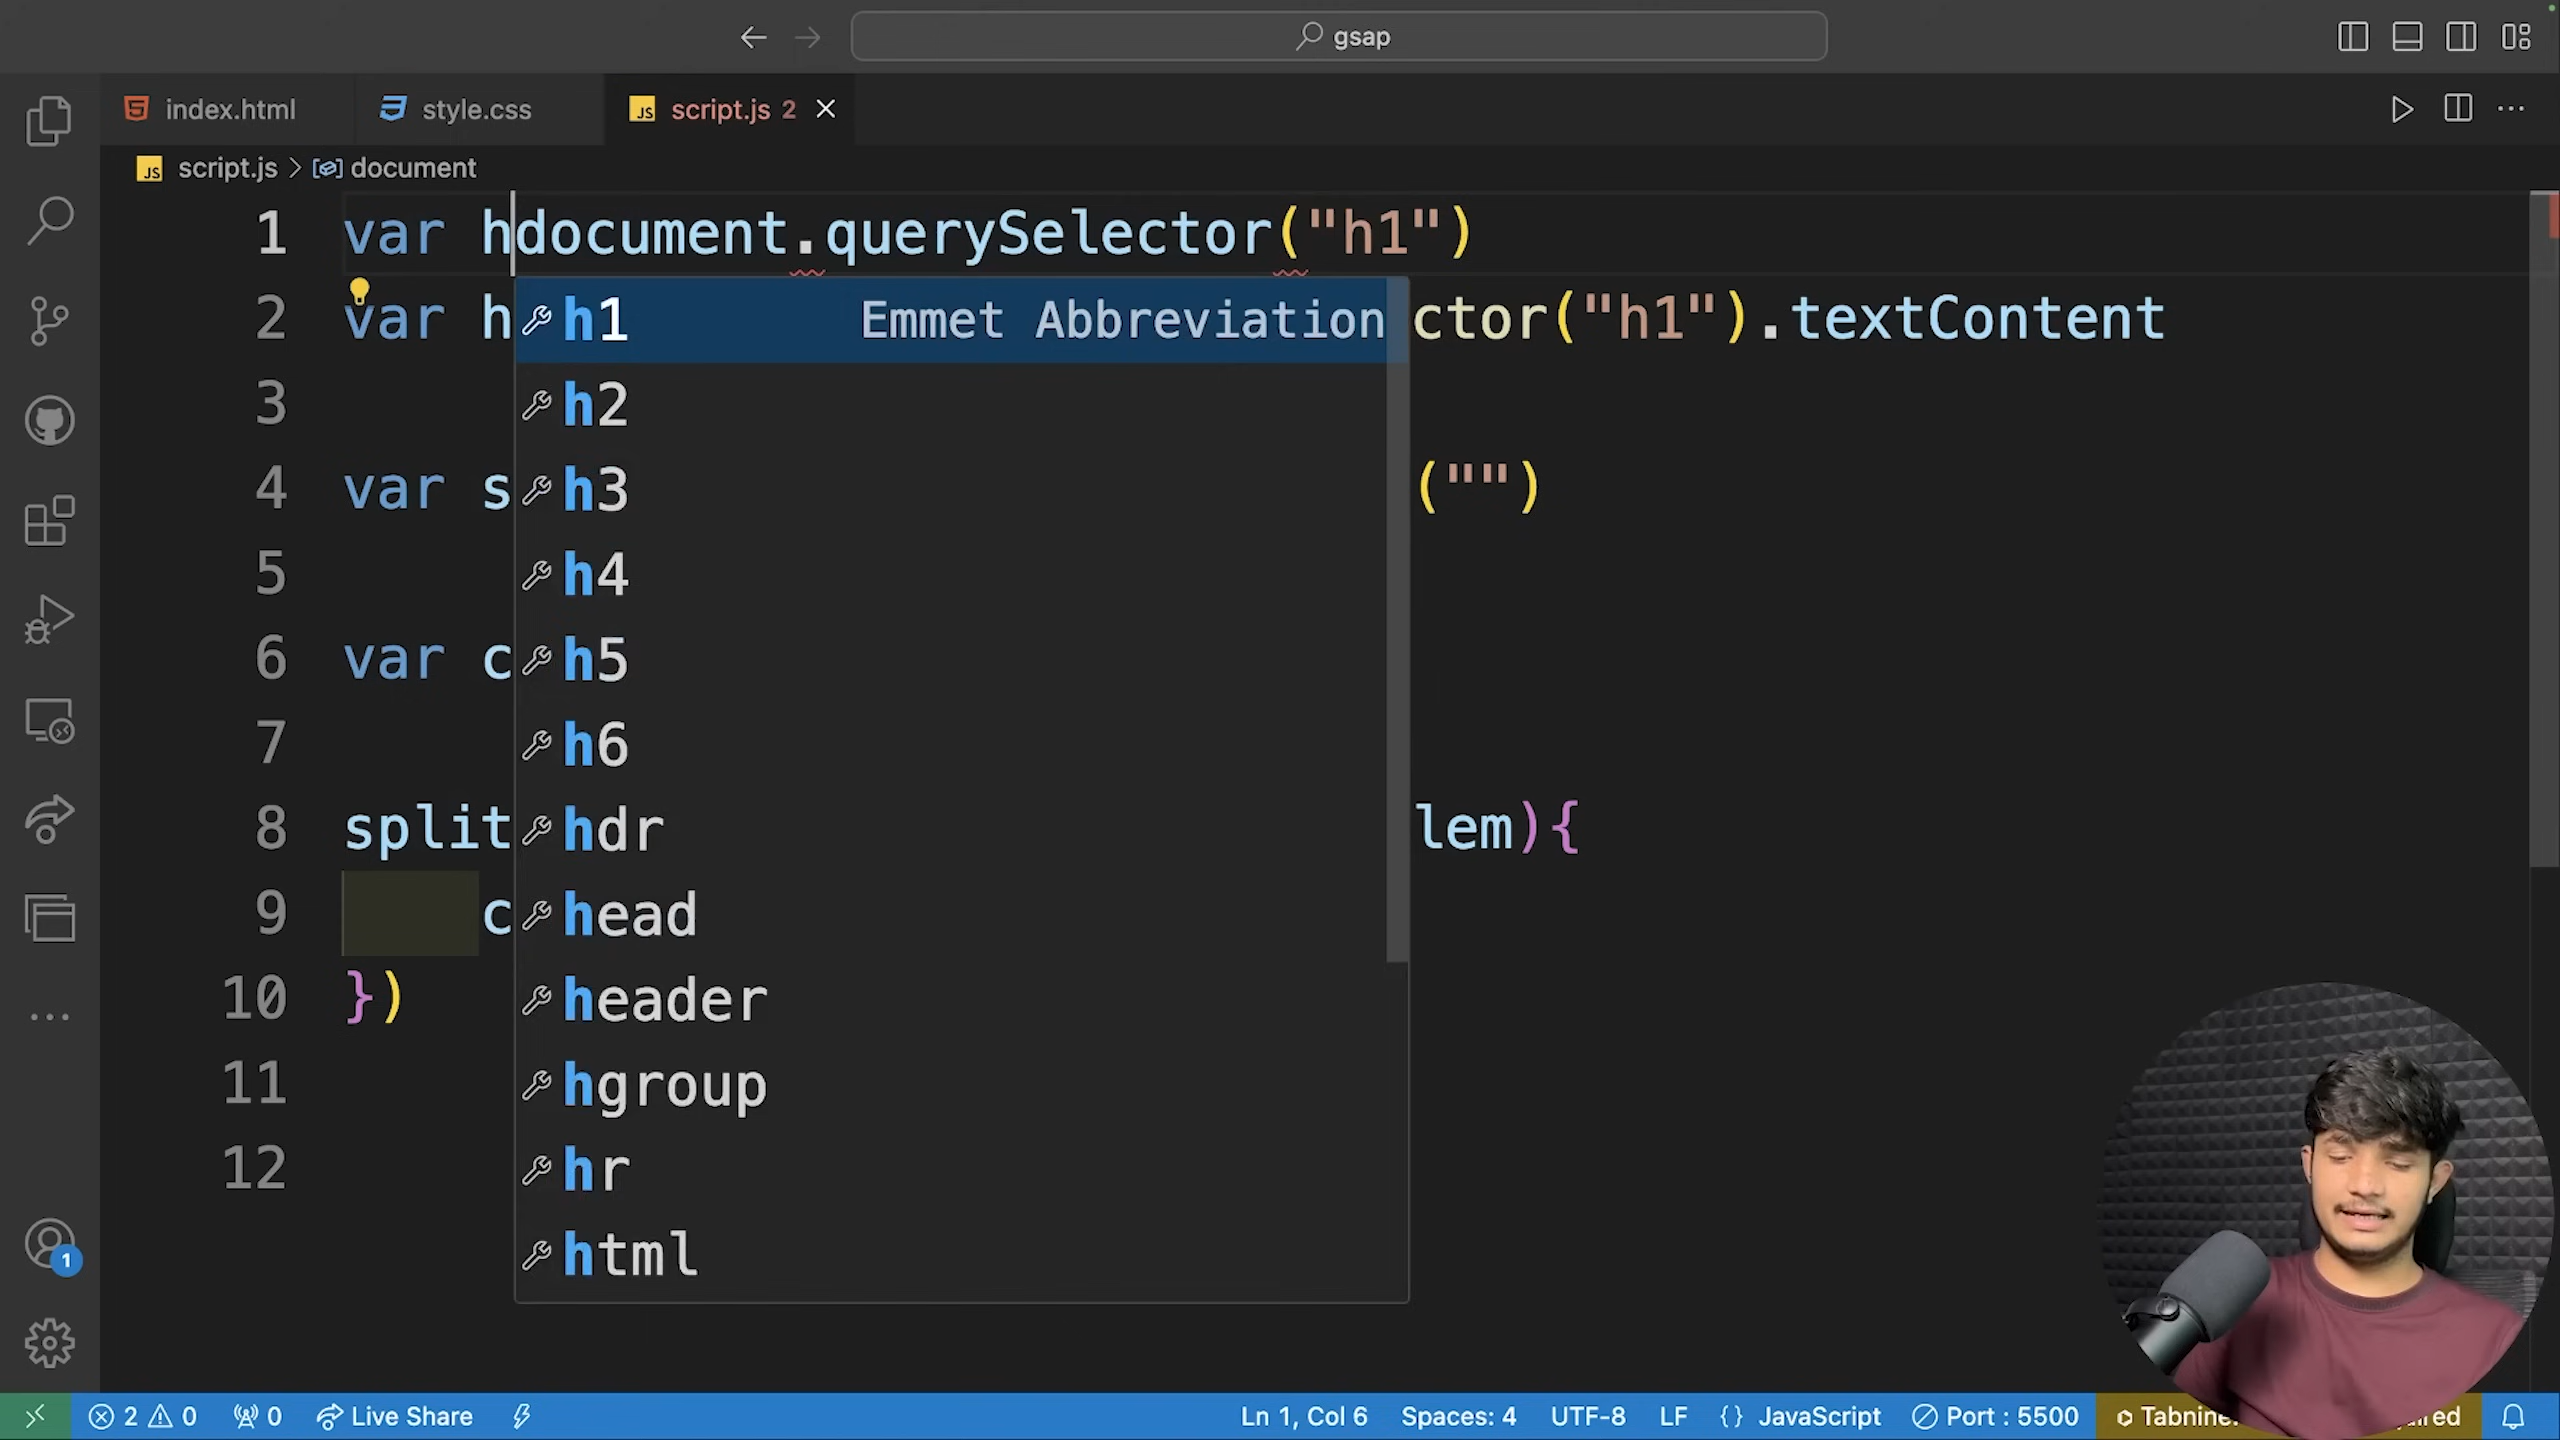 gsap
index.html
style.css
script.js 2
script.js > document
1 var hdocument.querySelector("h1")
2 var h ctor("h1").textContent
3
4 var s ("")
5
6 var c
7
8 split lem){
9 c
10 })
11
12
h1 Emmet Abbreviation
h2
h3
h4
h5
h6
hdr
head
header
hgroup
hr
html
1
2 0 0 Live Share Ln 1, Col 6 Spaces: 4 UTF-8 LF {} JavaScript Port : 5500